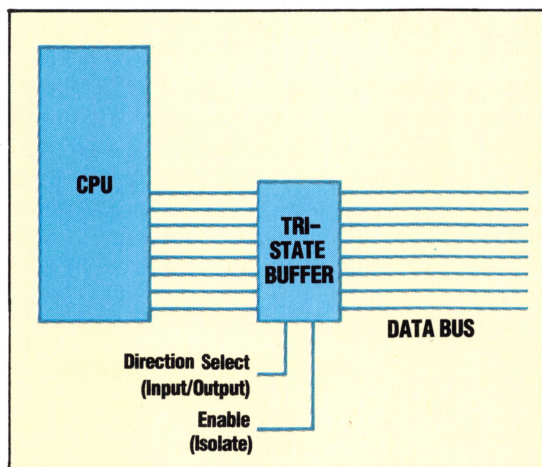 CPU
TRI-
STATE
BUFFER
DATA BUS
Direction Select
(Input/Output)
Enable
(Isolate)